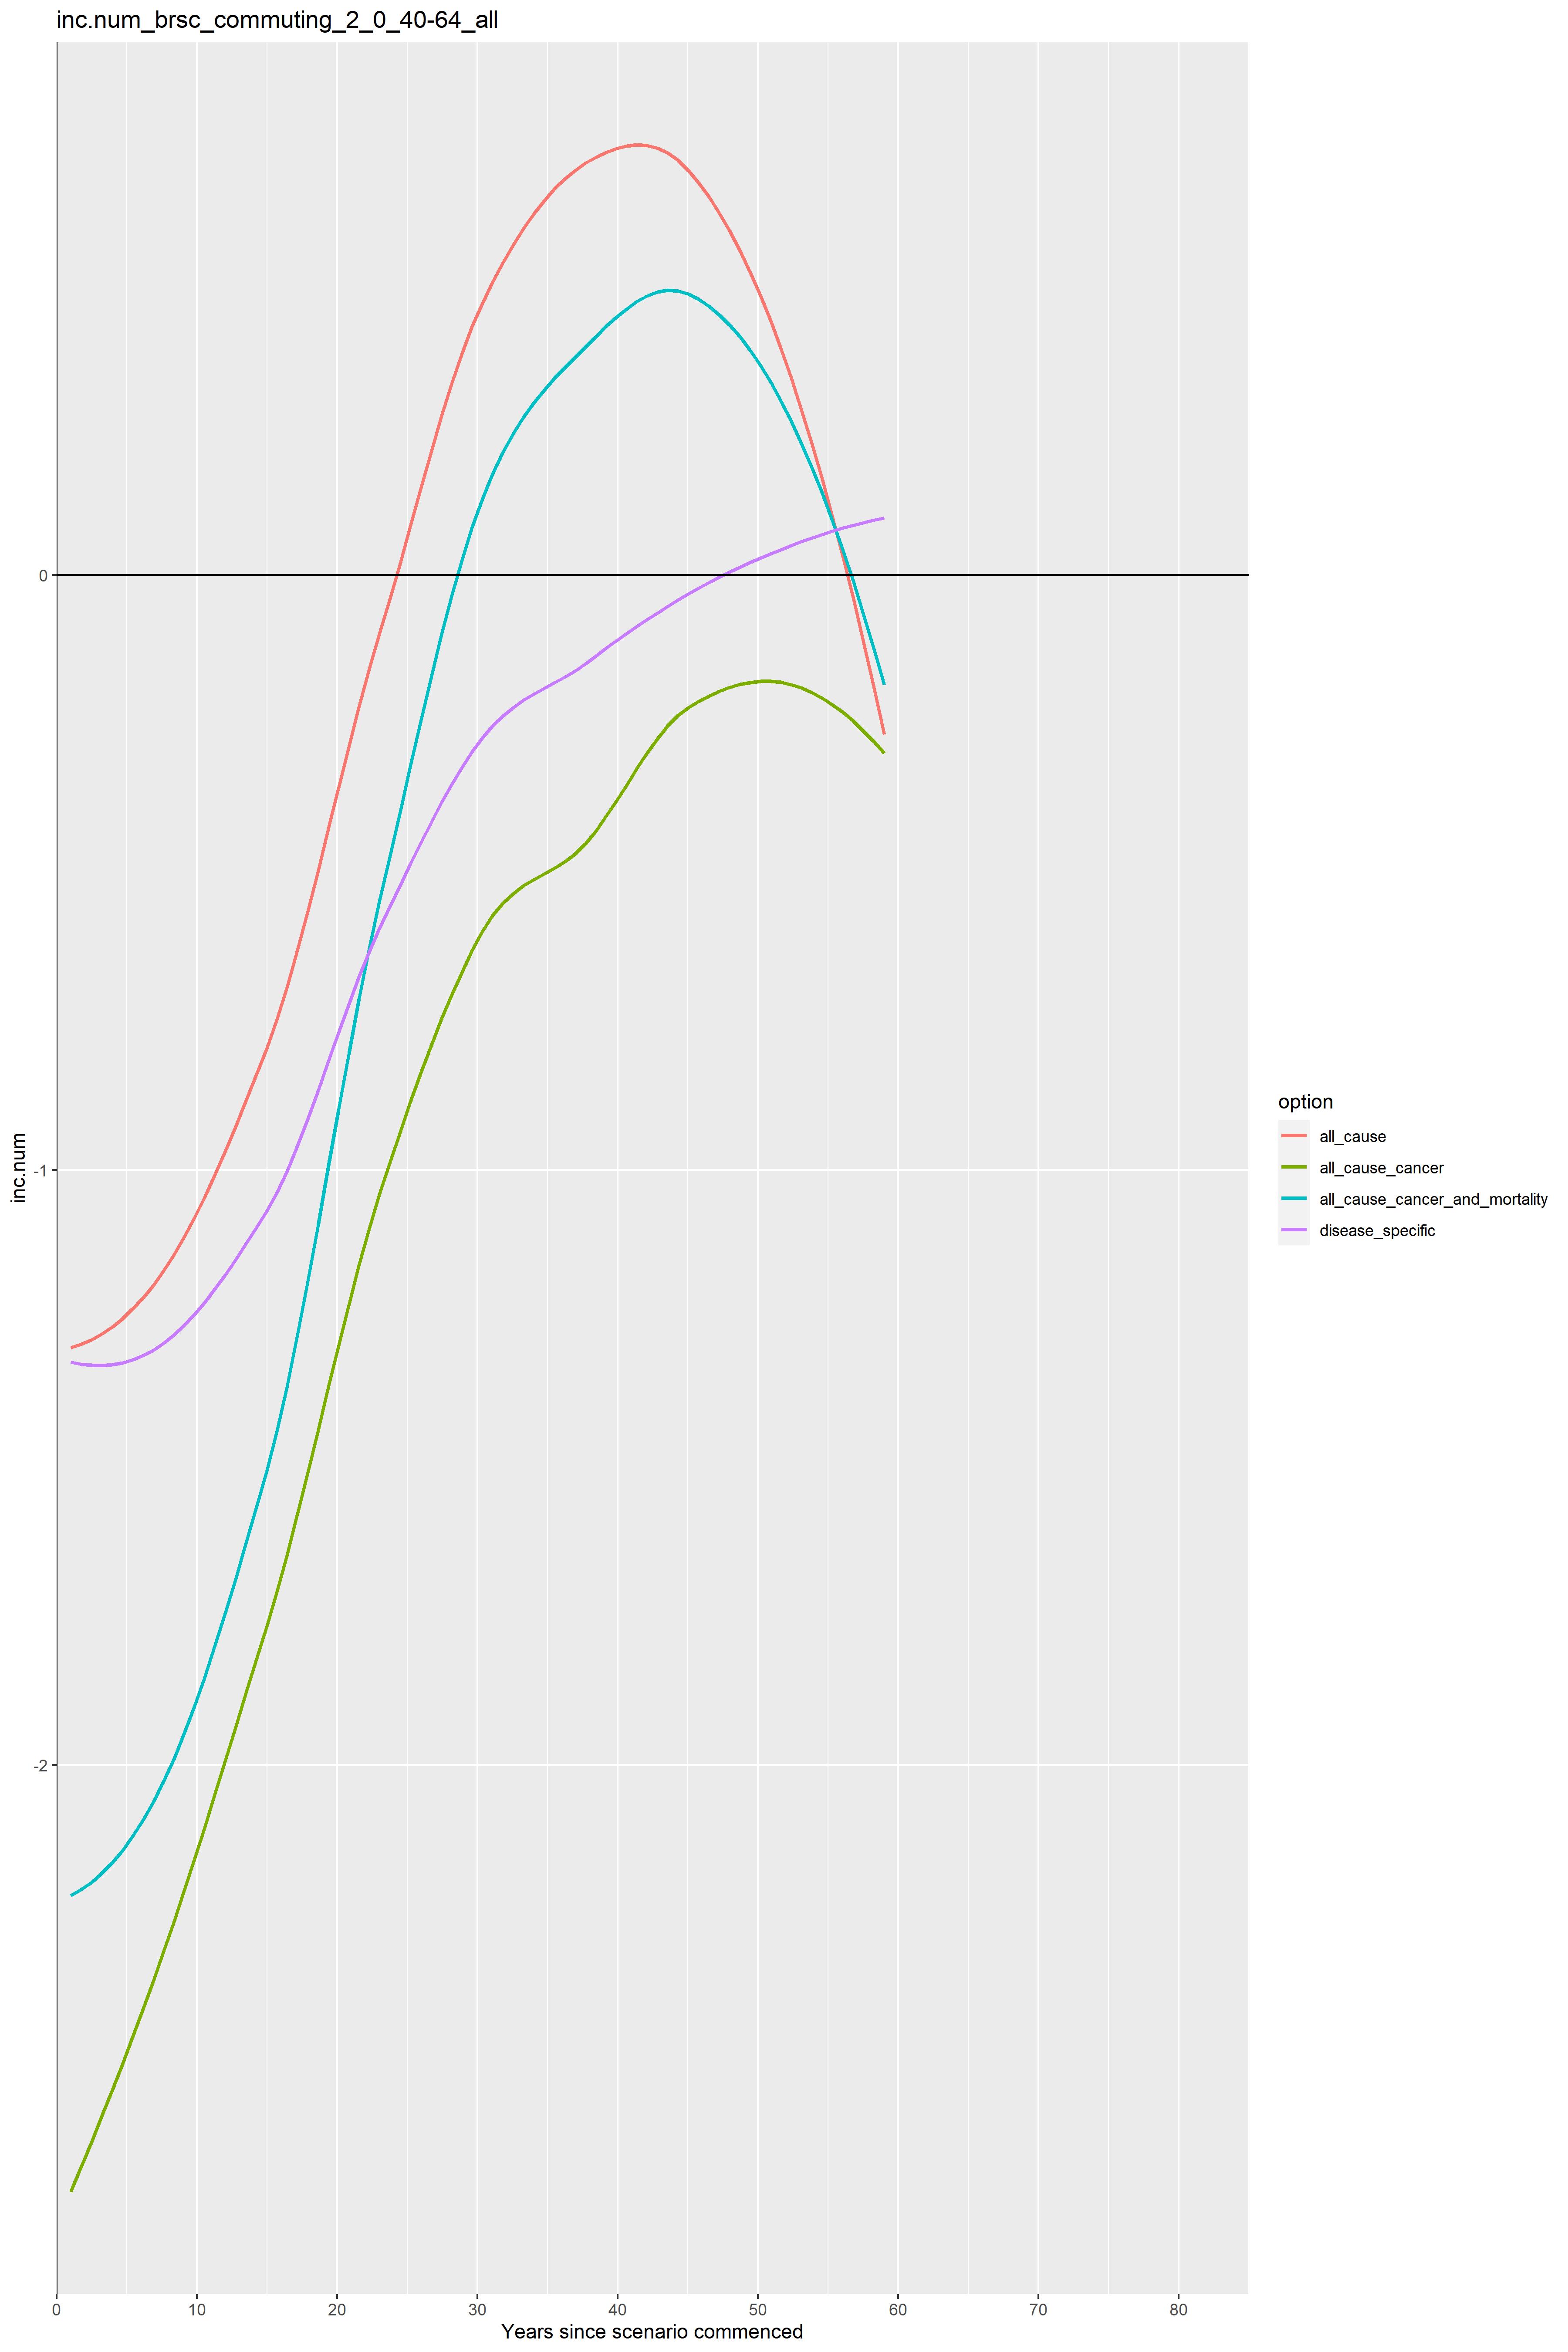 inc.num_brsc_commuting_2_0_40-64_all
inc.num
0
-1
-2
0 10 20 30 40 50 60 70 80
Years since scenario commenced
option
all_cause
all_cause_cancer
all_cause_cancer_and_mortality
disease_specific